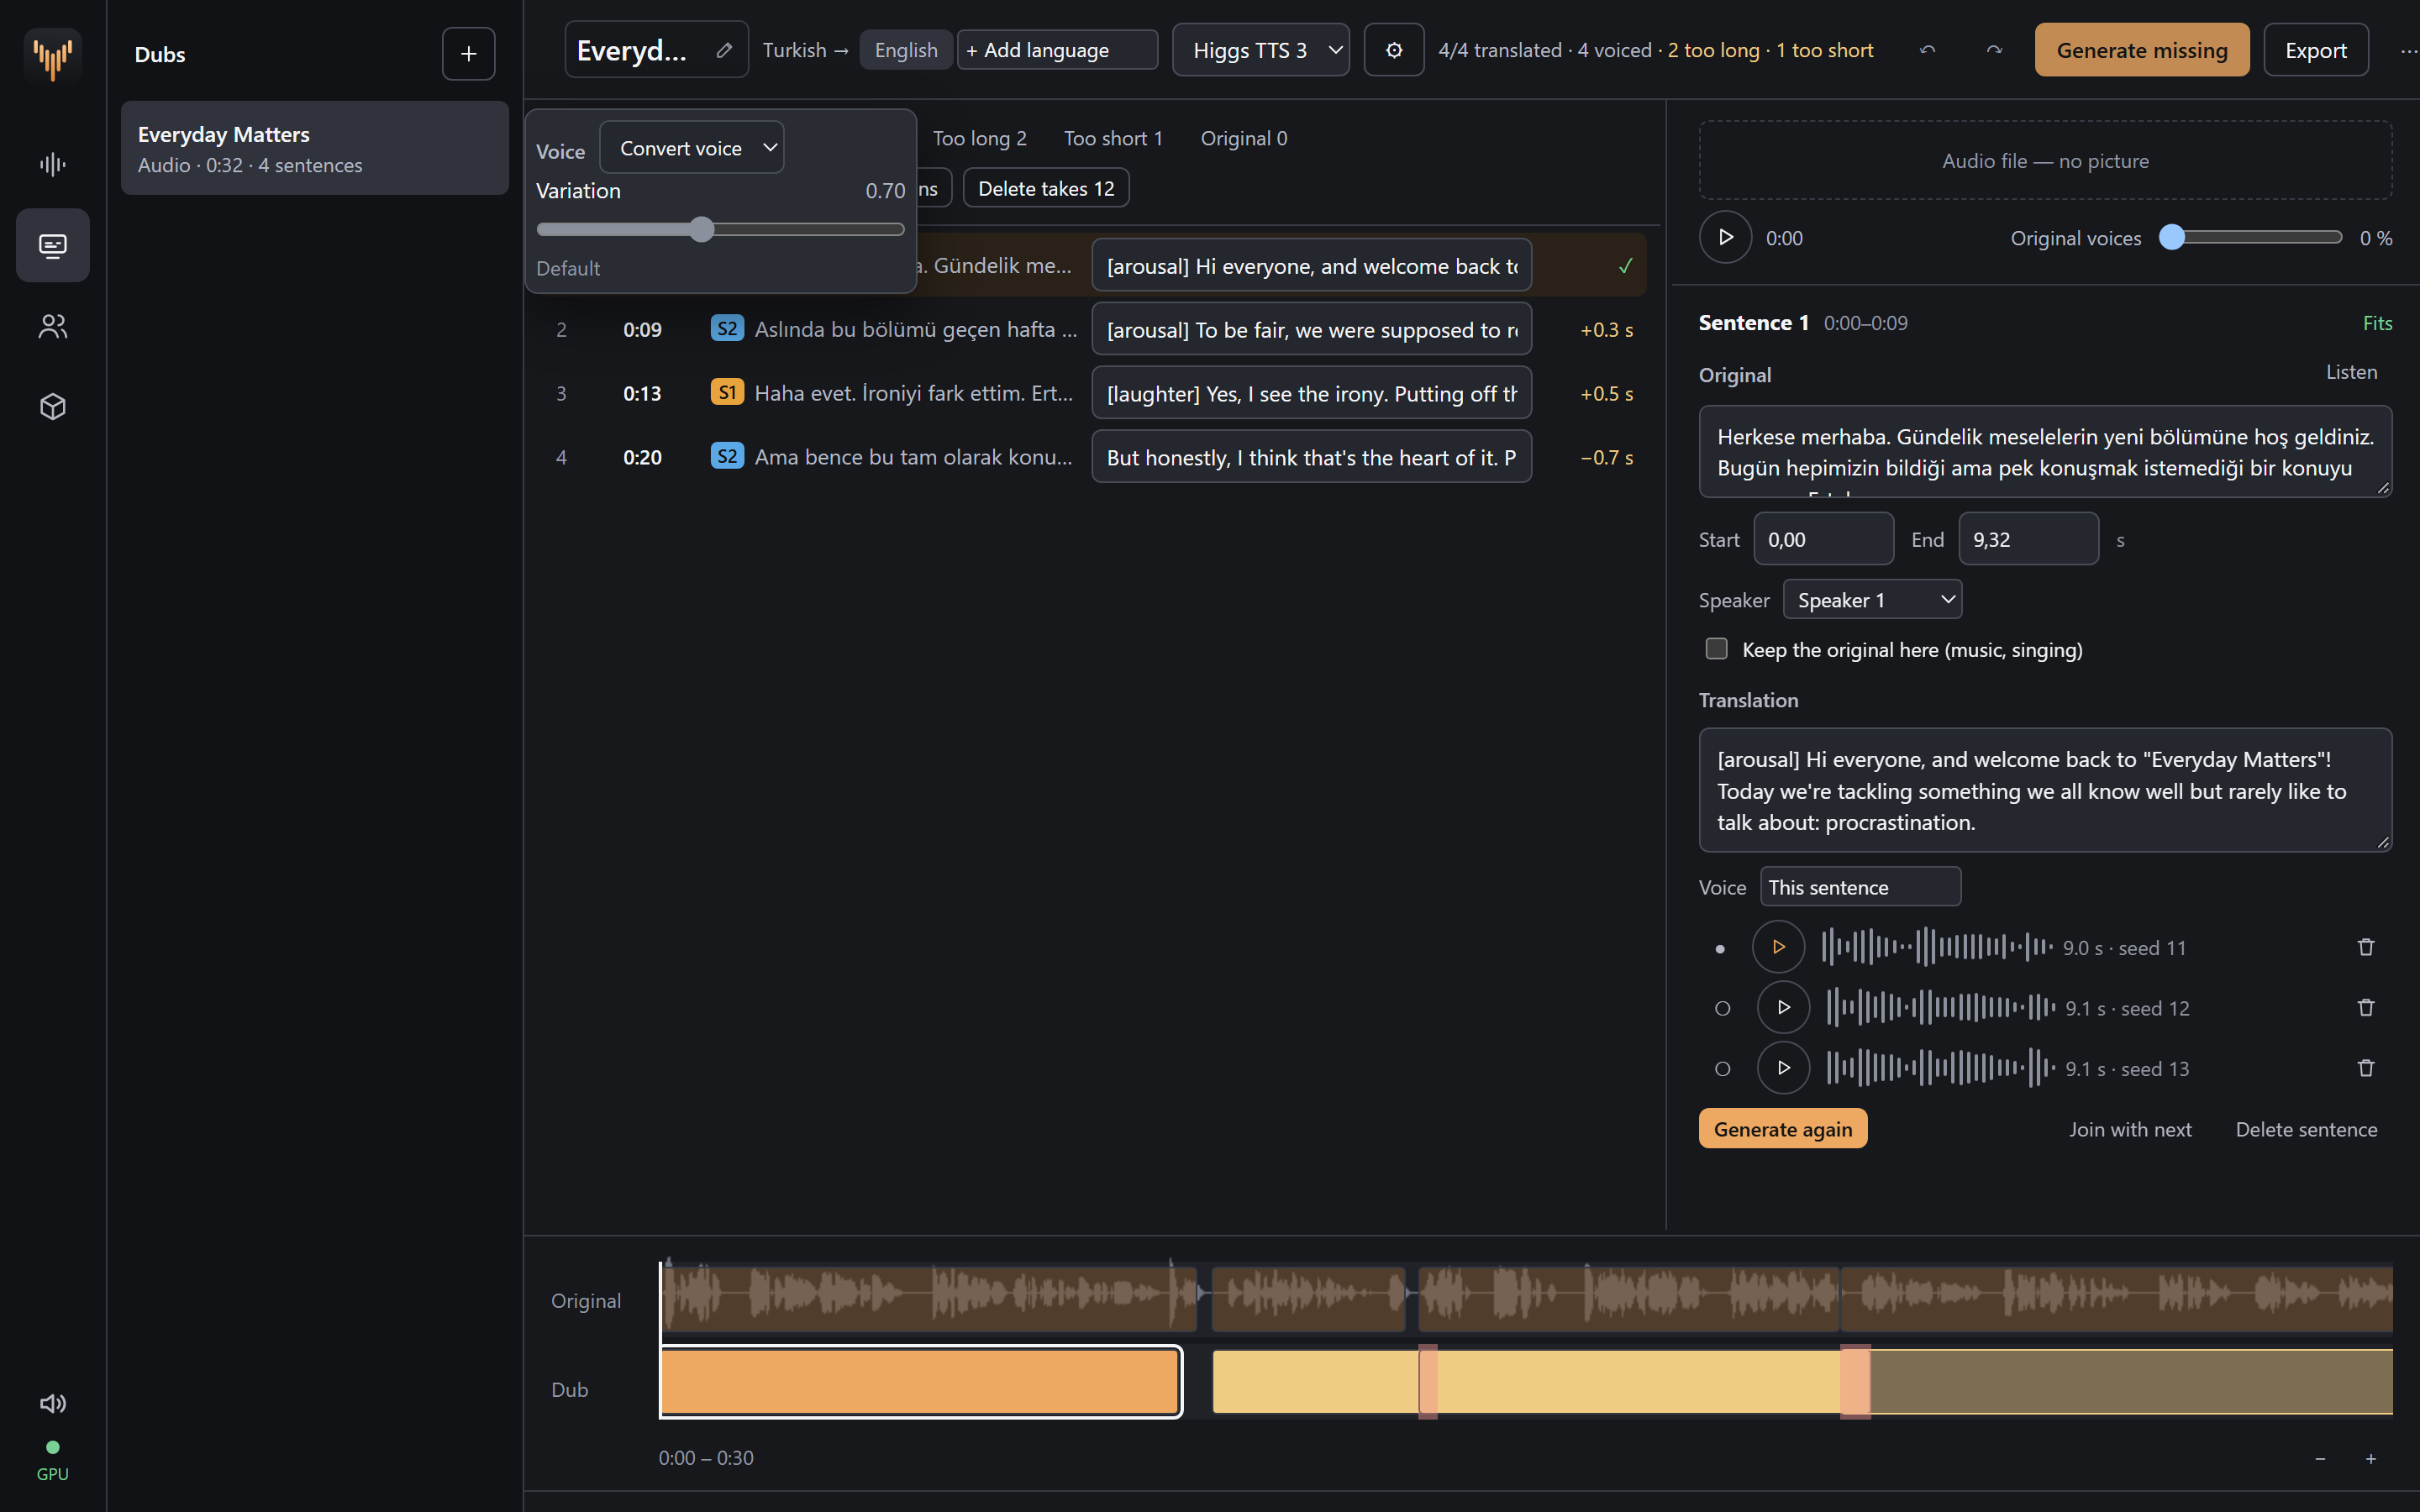 Dubs
+
Everyday Matters
Audio · 0:32 · 4 sentences
GPU
Everyd...
Turkish →
English
+ Add language
Higgs TTS 3
4/4 translated · 4 voiced · 2 too long · 1 too short
Generate missing
Export
...
Voice
Convert voice
Variation
0.70
Default
Too long 2
Too short 1
Original 0
ns
Delete takes 12
a. Gündelik me...
[arousal] Hi everyone, and welcome back to
✓
2
0:09
S2
Aslında bu bölümü geçen hafta ...
[arousal] To be fair, we were supposed to re
+0.3 s
3
0:13
S1
Haha evet. İroniyi fark ettim. Ert...
[laughter] Yes, I see the irony. Putting off th
+0.5 s
4
0:20
S2
Ama bence bu tam olarak konu...
But honestly, I think that's the heart of it. P
−0.7 s
Audio file — no picture
0:00
Original voices
0 %
Sentence 1
0:00–0:09
Fits
Original
Listen
Herkese merhaba. Gündelik meselelerin yeni bölümüne hoş geldiniz.
Bugün hepimizin bildiği ama pek konuşmak istemediği bir konuyu
Start
0,00
End
9,32
s
Speaker
Speaker 1
Keep the original here (music, singing)
Translation
[arousal] Hi everyone, and welcome back to "Everyday Matters"!
Today we're tackling something we all know well but rarely like to
talk about: procrastination.
Voice
This sentence
9.0 s · seed 11
9.1 s · seed 12
9.1 s · seed 13
Generate again
Join with next
Delete sentence
Original
Dub
0:00 – 0:30
−
+